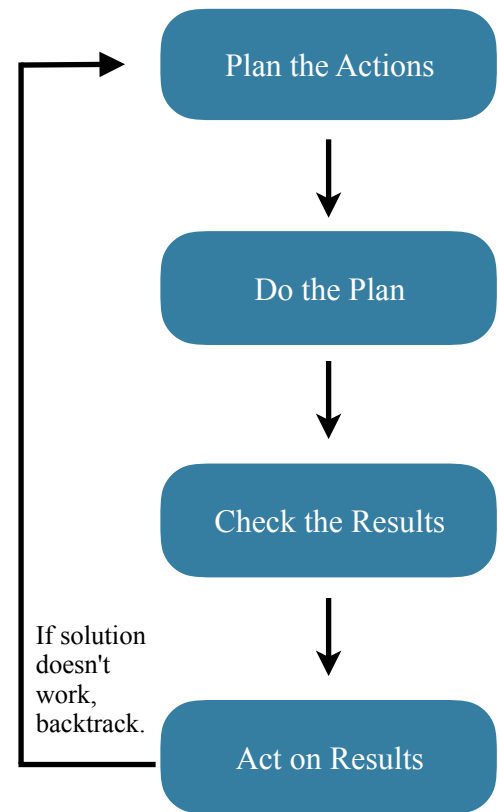 Plan the Actions
Do the Plan
Check the Results
If solution
doesn't
work,
backtrack.
Act on Results